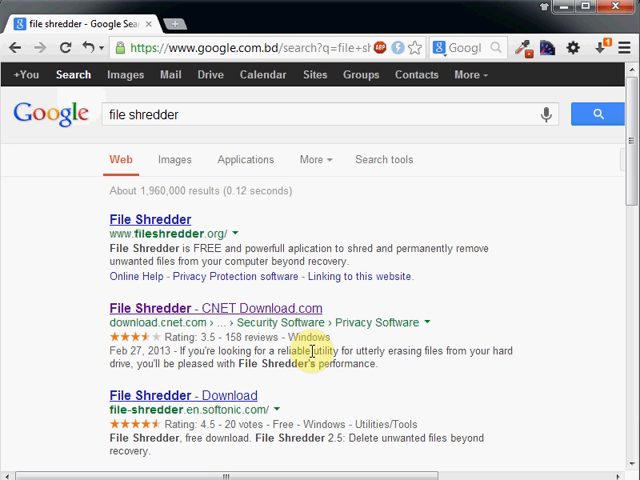 file shredder - Google Sea
https://www.google.com.bd/search?q=file+sh
Googl
1
+You Search Images Mail Drive Calendar Sites Groups Contacts More
Google
file shredder
Web Images Applications More Search tools
About 1,960,000 results (0.12 seconds)
File Shredder
www.fileshredder.org/
File Shredder is FREE and powerfull aplication to shred and permanently remove
unwanted files from your computer beyond recovery.
Online Help - Privacy Protection software - Linking to this website.
File Shredder - CNET Download.com
download.cnet.com › ... › Security Software › Privacy Software
Rating: 3.5 - 158 reviews - Windows
Feb 27, 2013 - If you're looking for a reliable utility for utterly erasing files from your hard
drive, you'll be pleased with File Shredder's performance.
File Shredder - Download
file-shredder.en.softonic.com/
Rating: 4.5 - 20 votes - Free - Windows - Utilities/Tools
File Shredder, free download. File Shredder 2.5: Delete unwanted files beyond
recovery.